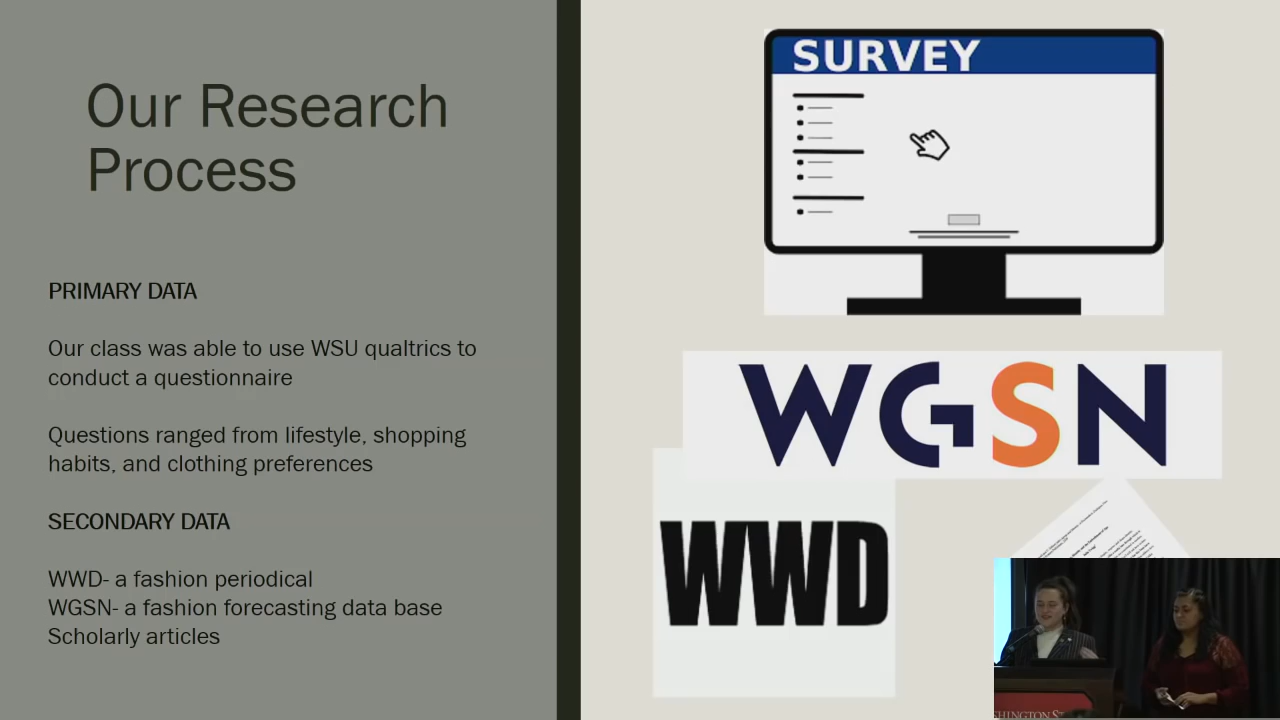 Our Research
Process
PRIMARY DATA
Our class was able to use WSU qualtrics to
conduct a questionnaire
Questions ranged from lifestyle, shopping
habits, and clothing preferences
SECONDARY DATA
WWD- a fashion periodical
WGSN- a fashion forecasting data base
Scholarly articles
SURVEY
WGSN
WWD